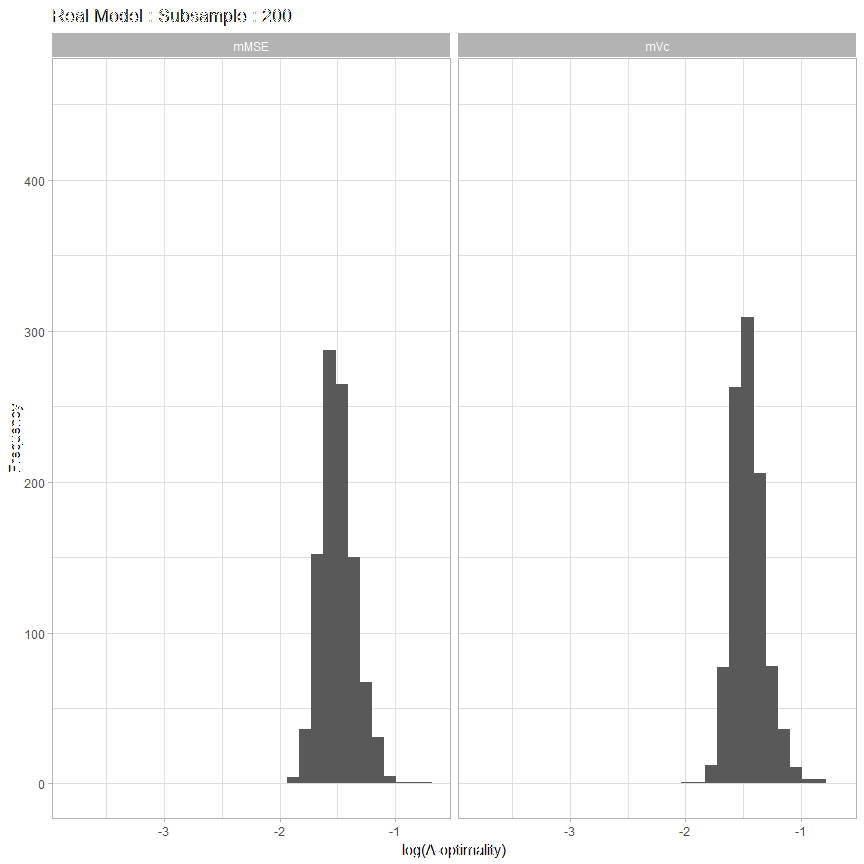 Real Model : Subsample : 200
mMSE mVc
400
300
200
100
0
Frequency
-3 -2 -1 -3 -2 -1
log(A-optimality)